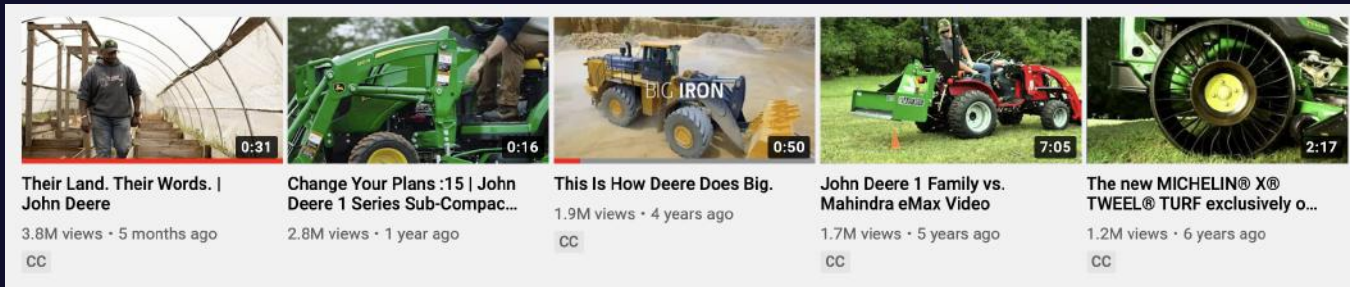 BIG IRON
0:31
0:16
0:50
7:05
2:17
Their Land. Their Words. |
John Deere
3.8M views • 5 months ago
CC
Change Your Plans :15 | John
Deere 1 Series Sub-Compac...
2.8M views • 1 year ago
This Is How Deere Does Big.
1.9M views • 4 years ago
CC
John Deere 1 Family vs.
Mahindra eMax Video
1.7M views • 5 years ago
CC
The new MICHELIN® X®
TWEEL® TURF exclusively o...
1.2M views • 6 years ago
CC